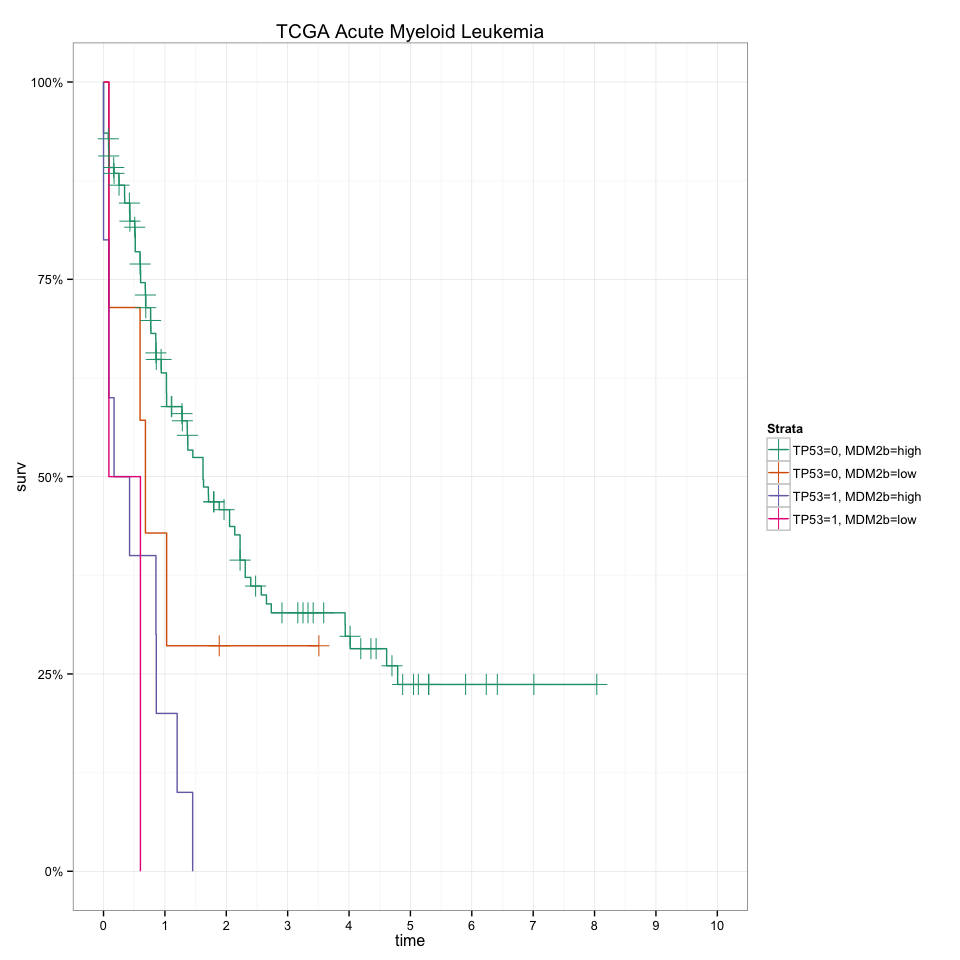 TCGA Acute Myeloid Leukemia
100%
75%
50%
25%
0%
surv
0 1 2 3 4 5 6 7 8 9 10
time
Strata
TP53=0, MDM2b=high
TP53=0, MDM2b=low
TP53=1, MDM2b=high
TP53=1, MDM2b=low